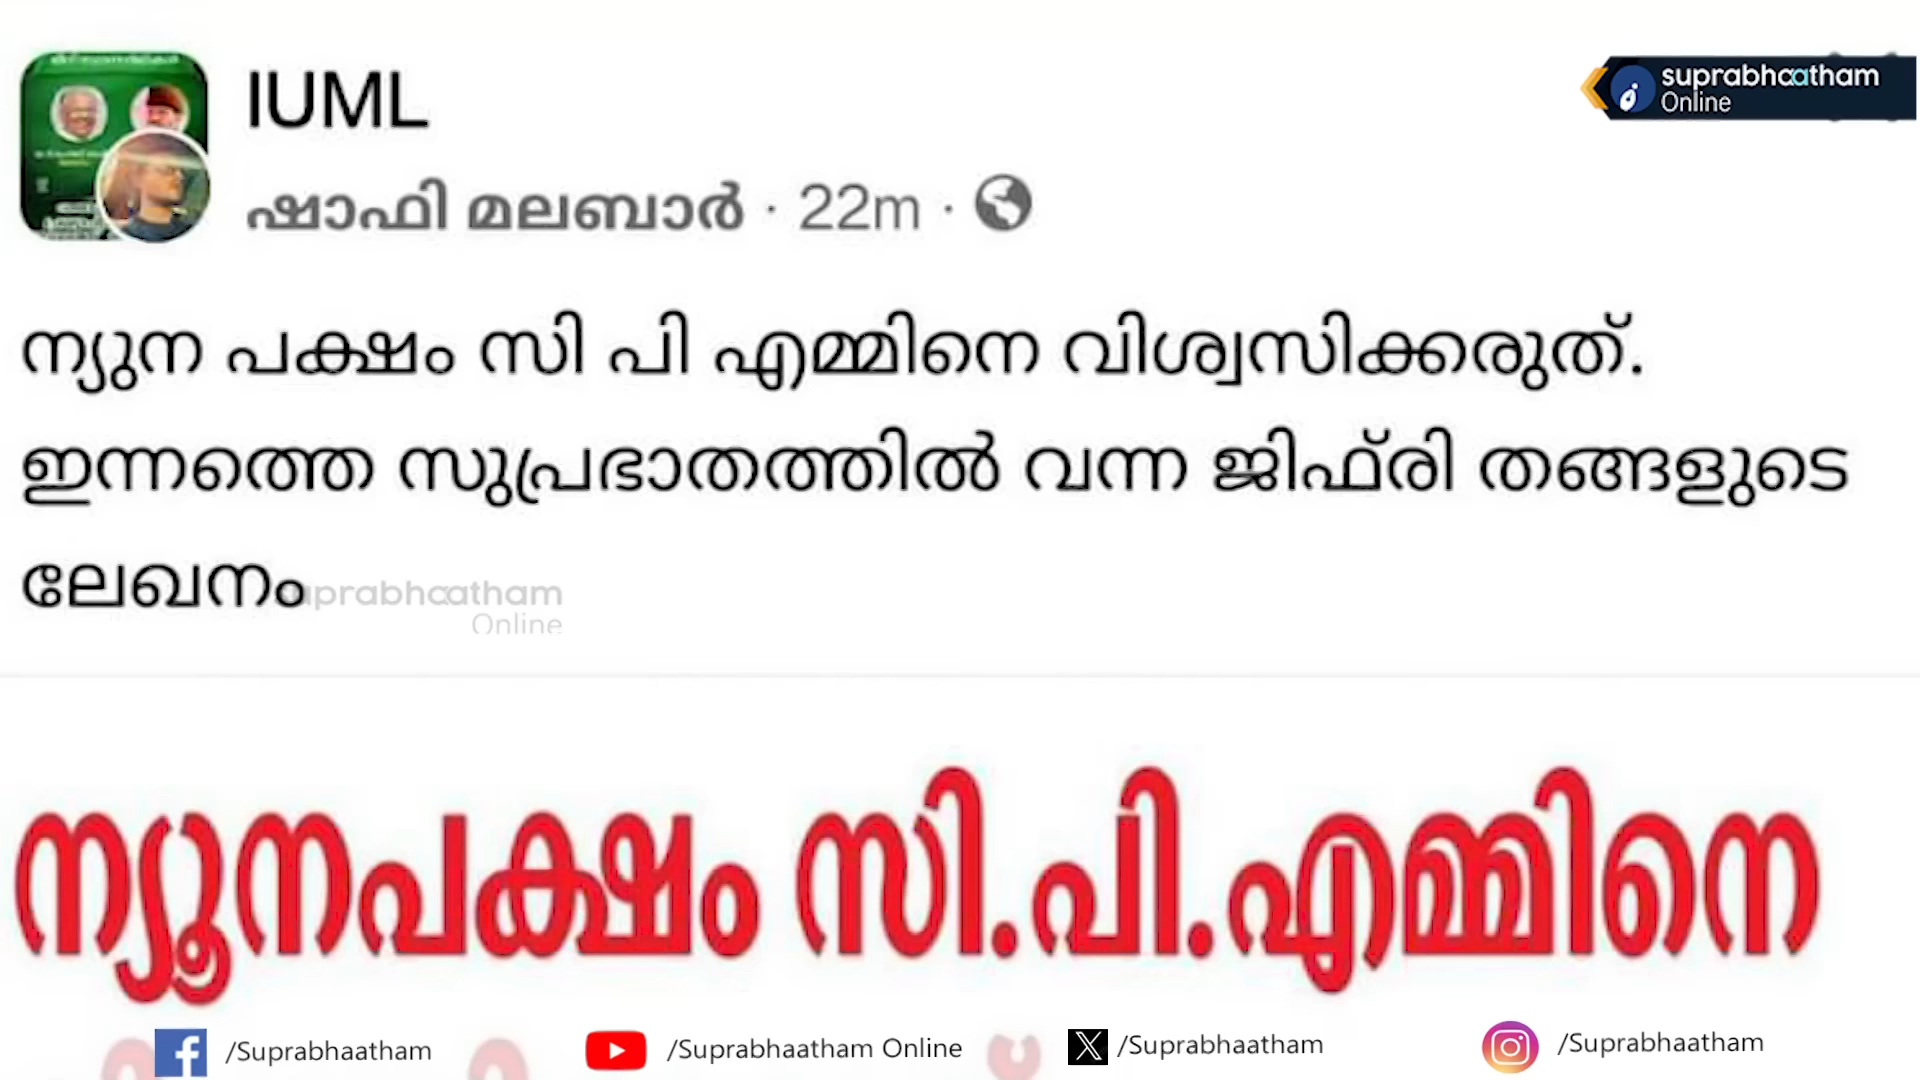 IUML
ഷാഫി മലബാർ · 22m ·
suprabhaatham
Online
ന്യുന പക്ഷം സി പി എമ്മിനെ വിശ്വസിക്കരുത്.
ഇന്നത്തെ സുപ്രഭാതത്തിൽ വന്ന ജിഫ്രി തങ്ങളുടെ
ലേഖനം
suprabhaatham
Online
ന്യൂനപക്ഷം സി.പി.എമ്മിനെ
/Suprabhaatham
/Suprabhaatham Online
/Suprabhaatham
/Suprabhaatham